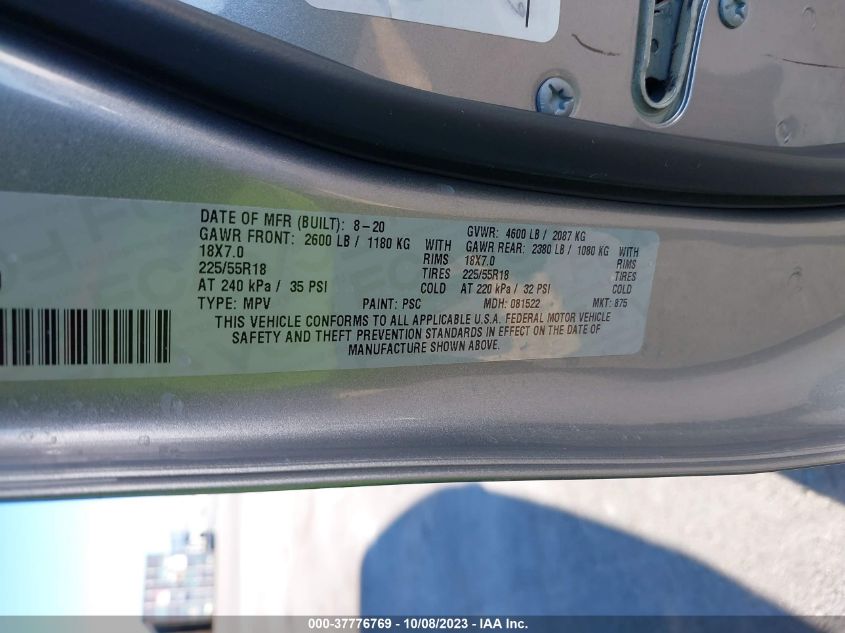 DATE OF MFR (BUILT): 8-20 GVWR: 4600 LB / 2087 KG
GAWR FRONT: 2600 LB / 1180 KG WITH GAWR REAR: 2380 LB / 1080 KG WITH
18X7.0 RIMS 18X7.0 RIMS
225/55R18 TIRES 225/55R18 TIRES
AT 240 kPa / 35 PSI COLD AT 220 kPa / 32 PSI COLD
TYPE: MPV PAINT: PSC MDH: 081522 MKT: 875
THIS VEHICLE CONFORMS TO ALL APPLICABLE U.S.A. FEDERAL MOTOR VEHICLE
SAFETY AND THEFT PREVENTION STANDARDS IN EFFECT ON THE DATE OF
MANUFACTURE SHOWN ABOVE.
000-37776769 - 10/08/2023 - IAA Inc.